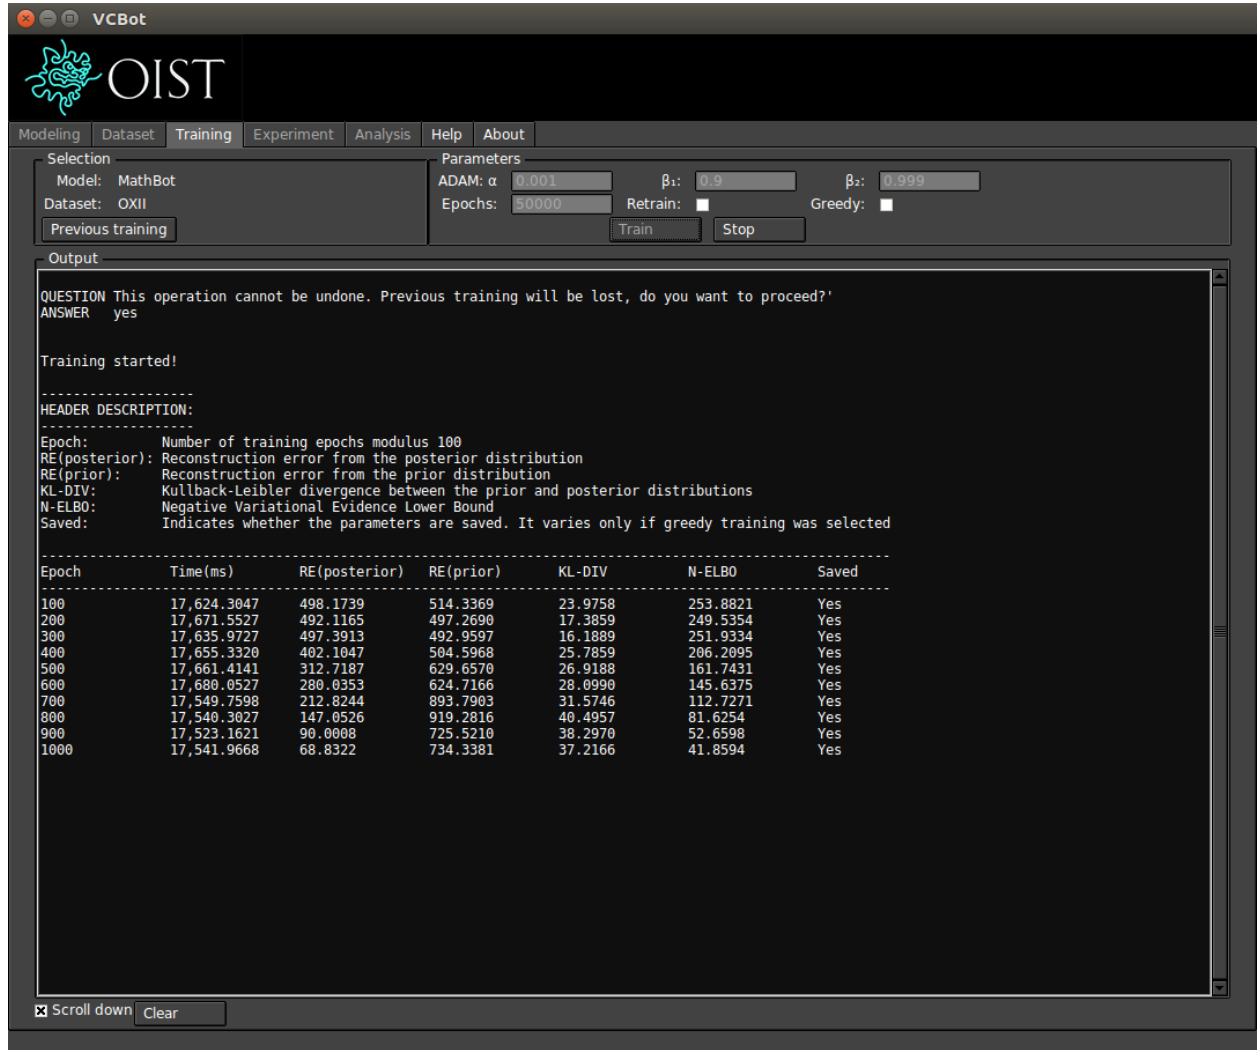 VCBot
OIST
Modeling Dataset Training Experiment Analysis Help About
Selection
Model: MathBot
Dataset: OXII
Previous training
Parameters
ADAM: α 0.001 β₁: 0.9 β₂: 0.999
Epochs: 50000 Retrain: Greedy:
Train Stop
Output
QUESTION This operation cannot be undone. Previous training will be lost, do you want to proceed?'
ANSWER yes
Training started!
-------------------
HEADER DESCRIPTION:
-------------------
Epoch: Number of training epochs modulus 100
RE(posterior): Reconstruction error from the posterior distribution
RE(prior): Reconstruction error from the prior distribution
KL-DIV: Kullback-Leibler divergence between the prior and posterior distributions
N-ELBO: Negative Variational Evidence Lower Bound
Saved: Indicates whether the parameters are saved. It varies only if greedy training was selected
---------------------------------------------------------------------------------------------------------
Epoch Time(ms) RE(posterior) RE(prior) KL-DIV N-ELBO Saved
---------------------------------------------------------------------------------------------------------
100 17,624.3047 498.1739 514.3369 23.9758 253.8821 Yes
200 17,671.5527 492.1165 497.2690 17.3859 249.5354 Yes
300 17,635.9727 497.3913 492.9597 16.1889 251.9334 Yes
400 17,655.3320 402.1047 504.5968 25.7859 206.2095 Yes
500 17,661.4141 312.7187 629.6570 26.9188 161.7431 Yes
600 17,680.0527 280.0353 624.7166 28.0990 145.6375 Yes
700 17,549.7598 212.8244 893.7903 31.5746 112.7271 Yes
800 17,540.3027 147.0526 919.2816 40.4957 81.6254 Yes
900 17,523.1621 90.0008 725.5210 38.2970 52.6598 Yes
1000 17,541.9668 68.8322 734.3381 37.2166 41.8594 Yes
Scroll down Clear